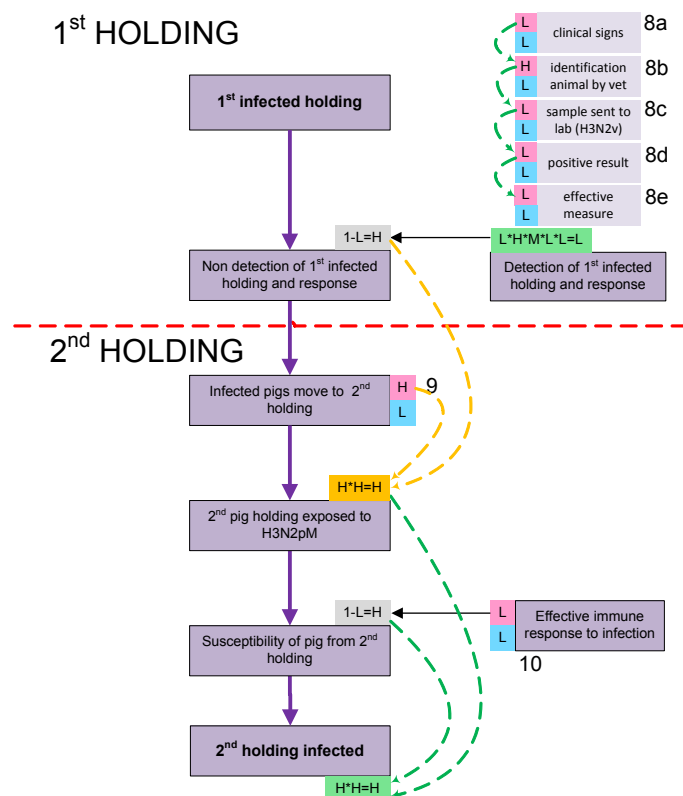 1st HOLDING
L
L
clinical signs
8a
H
L
identification
animal by vet
8b
L
L
sample sent to
lab (H3N2v)
8c
L
L
positive result
8d
L
L
effective
measure
8e
1st infected holding
1-L=H
L*H*M*L*L=L
Non detection of 1st infected
holding and response
Detection of 1st infected
holding and response
2nd HOLDING
Infected pigs move to 2nd
holding
H
L
9
H*H=H
2nd pig holding exposed to
H3N2pM
1-L=H
L
L
Effective immune
response to infection
10
Susceptibility of pig from 2nd
holding
2nd holding infected
H*H=H